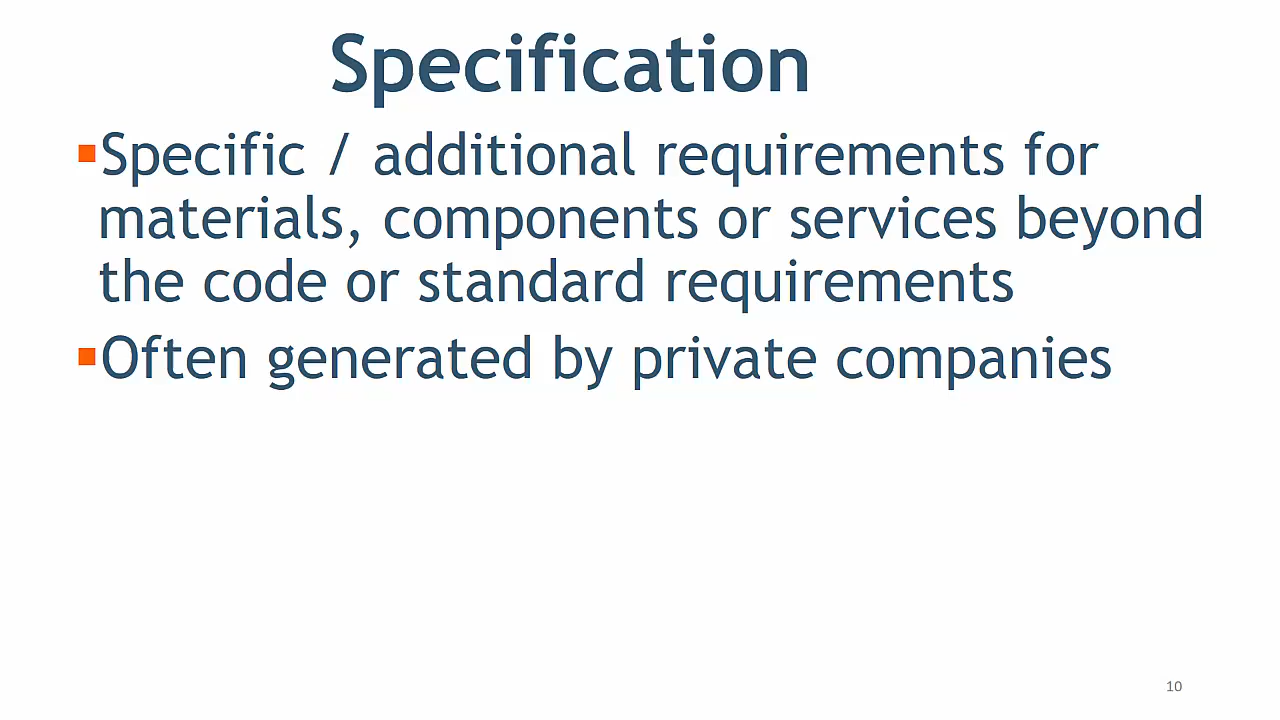 Specification
▪Specific / additional requirements for
materials, components or services beyond
the code or standard requirements
▪Often generated by private companies
10